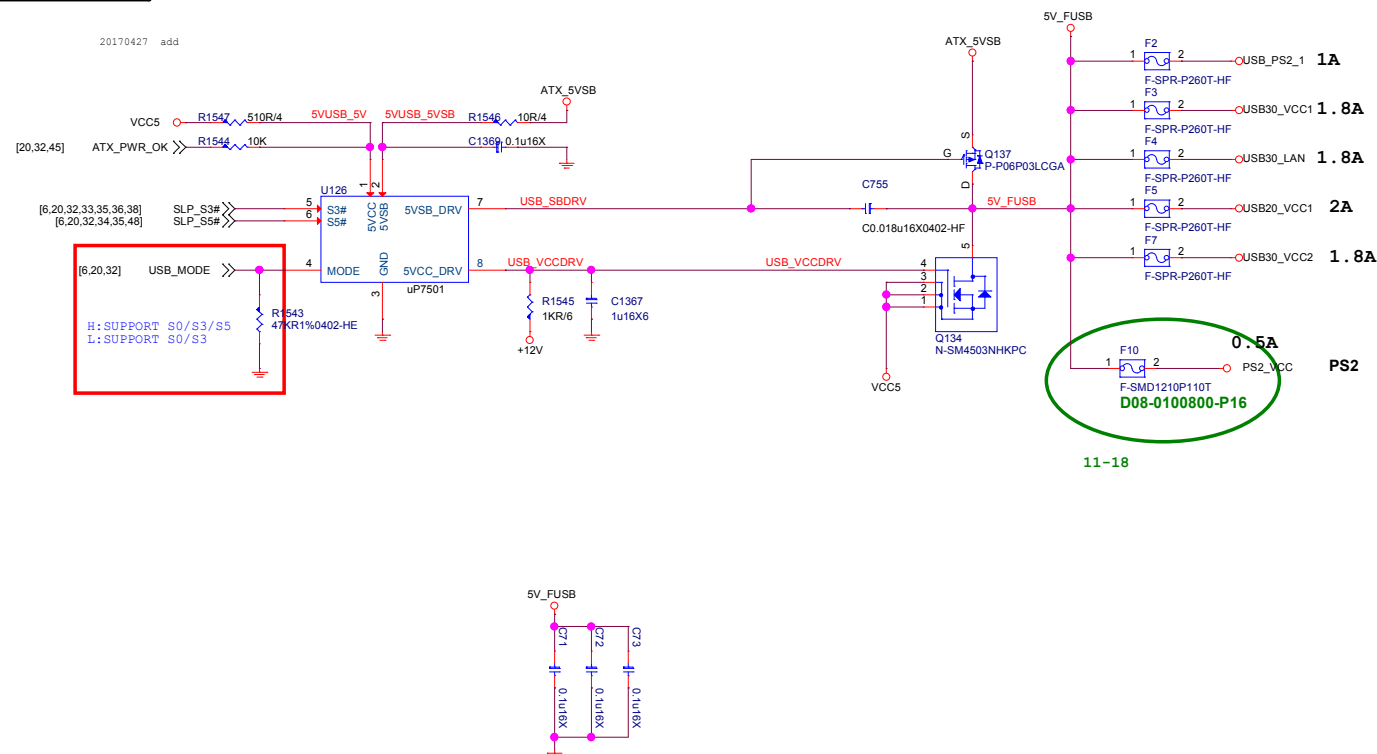 20170427 add
5V_FUSB
ATX_5VSB
F2
1 2
USB_PS2_1 1A
F-SPR-P260T-HF
F3
1 2
USB30_VCC1 1.8A
F-SPR-P260T-HF
F4
1 2
USB30_LAN 1.8A
F-SPR-P260T-HF
F5
1 2
USB20_VCC1 2A
F-SPR-P260T-HF
F7
1 2
USB30_VCC2 1.8A
F-SPR-P260T-HF
ATX_5VSB
VCC5 R1547 510R/4 5VUSB_5V 5VUSB_5VSB R1546 10R/4
[20,32,45] ATX_PWR_OK R1544 10K C1369 0.1u16X
S
G Q137
P-P06P03LCGA
D
1 2
U126
C755
[6,20,32,33,35,36,38] SLP_S3# 5 S3# 5VCC 5VSB 5VSB_DRV 7 USB_SBDRV 5V_FUSB
[6,20,32,34,35,48] SLP_S5# 6 S5#
C0.018u16X0402-HF
[6,20,32] USB_MODE 4 MODE GND 5VCC_DRV 8 USB_VCCDRV USB_VCCDRV
uP7501
3
5
4
3
2
1
R1543
47KR1%0402-HE
R1545
1KR/6
C1367
1u16X6
H:SUPPORT S0/S3/S5
L:SUPPORT S0/S3
+12V
Q134
N-SM4503NHKPC
VCC5
0.5A
F10
1 2
PS2_VCC PS2
F-SMD1210P110T
D08-0100800-P16
11-18
5V_FUSB
C71 C72 C73
0.1u16X 0.1u16X 0.1u16X